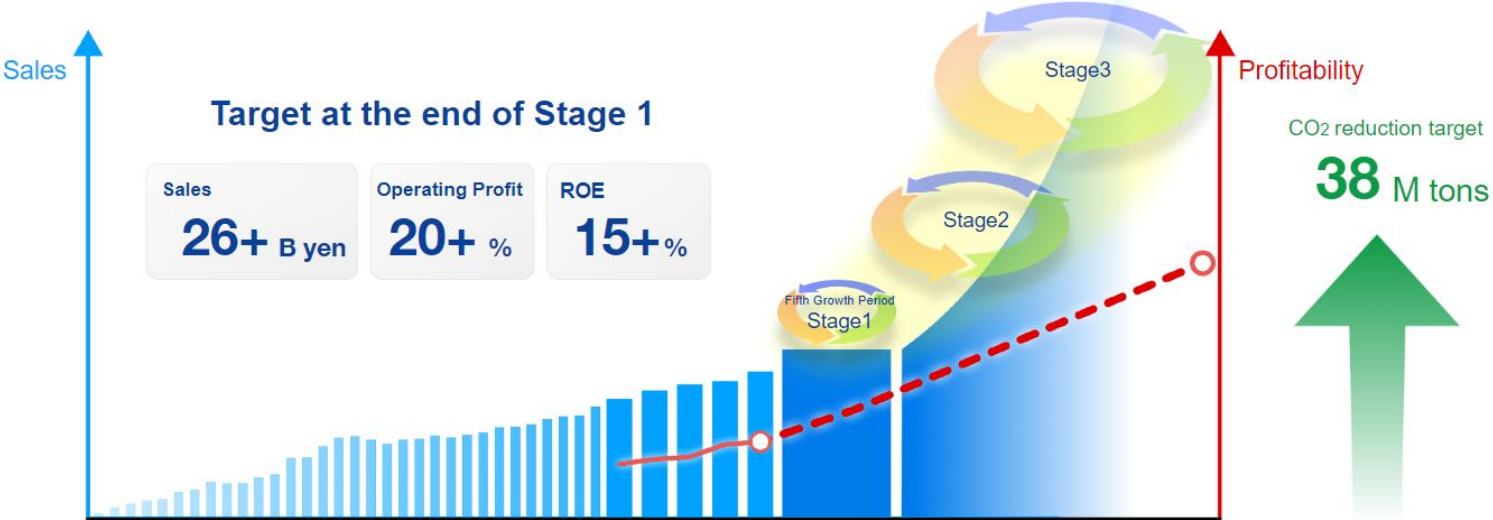 Sales
Target at the end of Stage 1
Sales
26+ B yen
Operating Profit
20+ %
ROE
15+%
Fifth Growth Period
Stage1
Stage2
Stage3
Profitability
CO2 reduction target
38 M tons